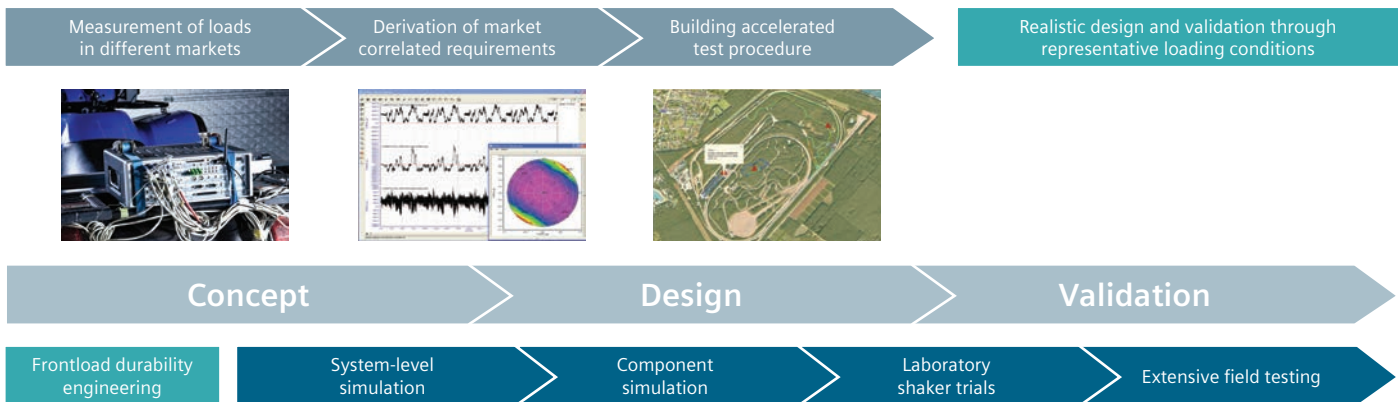 Measurement of loads
in different markets
Derivation of market
correlated requirements
Building accelerated
test procedure
Realistic design and validation through
representative loading conditions
Concept
Design
Validation
Frontload durability
engineering
System-level
simulation
Component
simulation
Laboratory
shaker trials
Extensive field testing